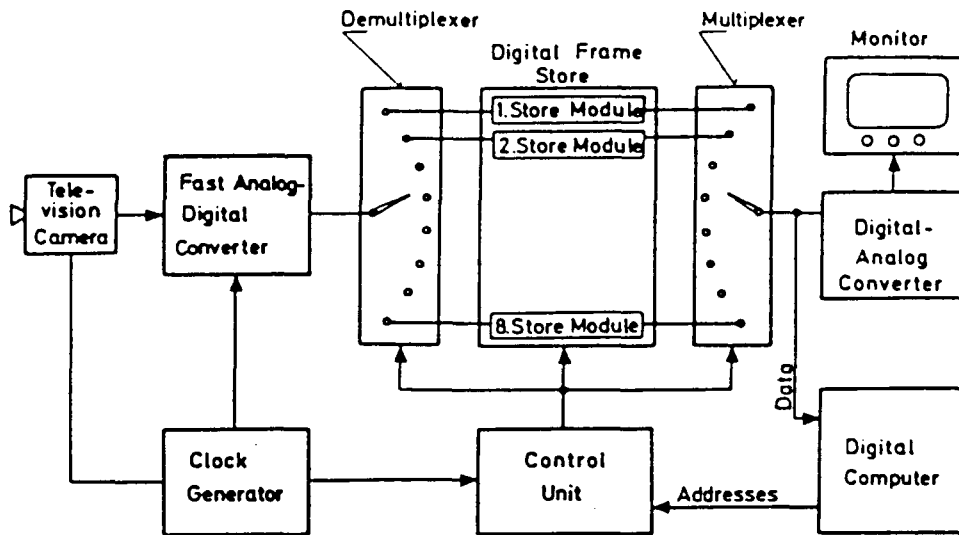 Demultiplexer
Multiplexer
Digital Frame
Store
Monitor
1.Store Module
2.Store Module
Tele-
vision
Camera
Fast Analog-
Digital
Converter
Digital-
Analog
Converter
8.Store Module
Data
Clock
Generator
Control
Unit
Addresses
Digital
Computer